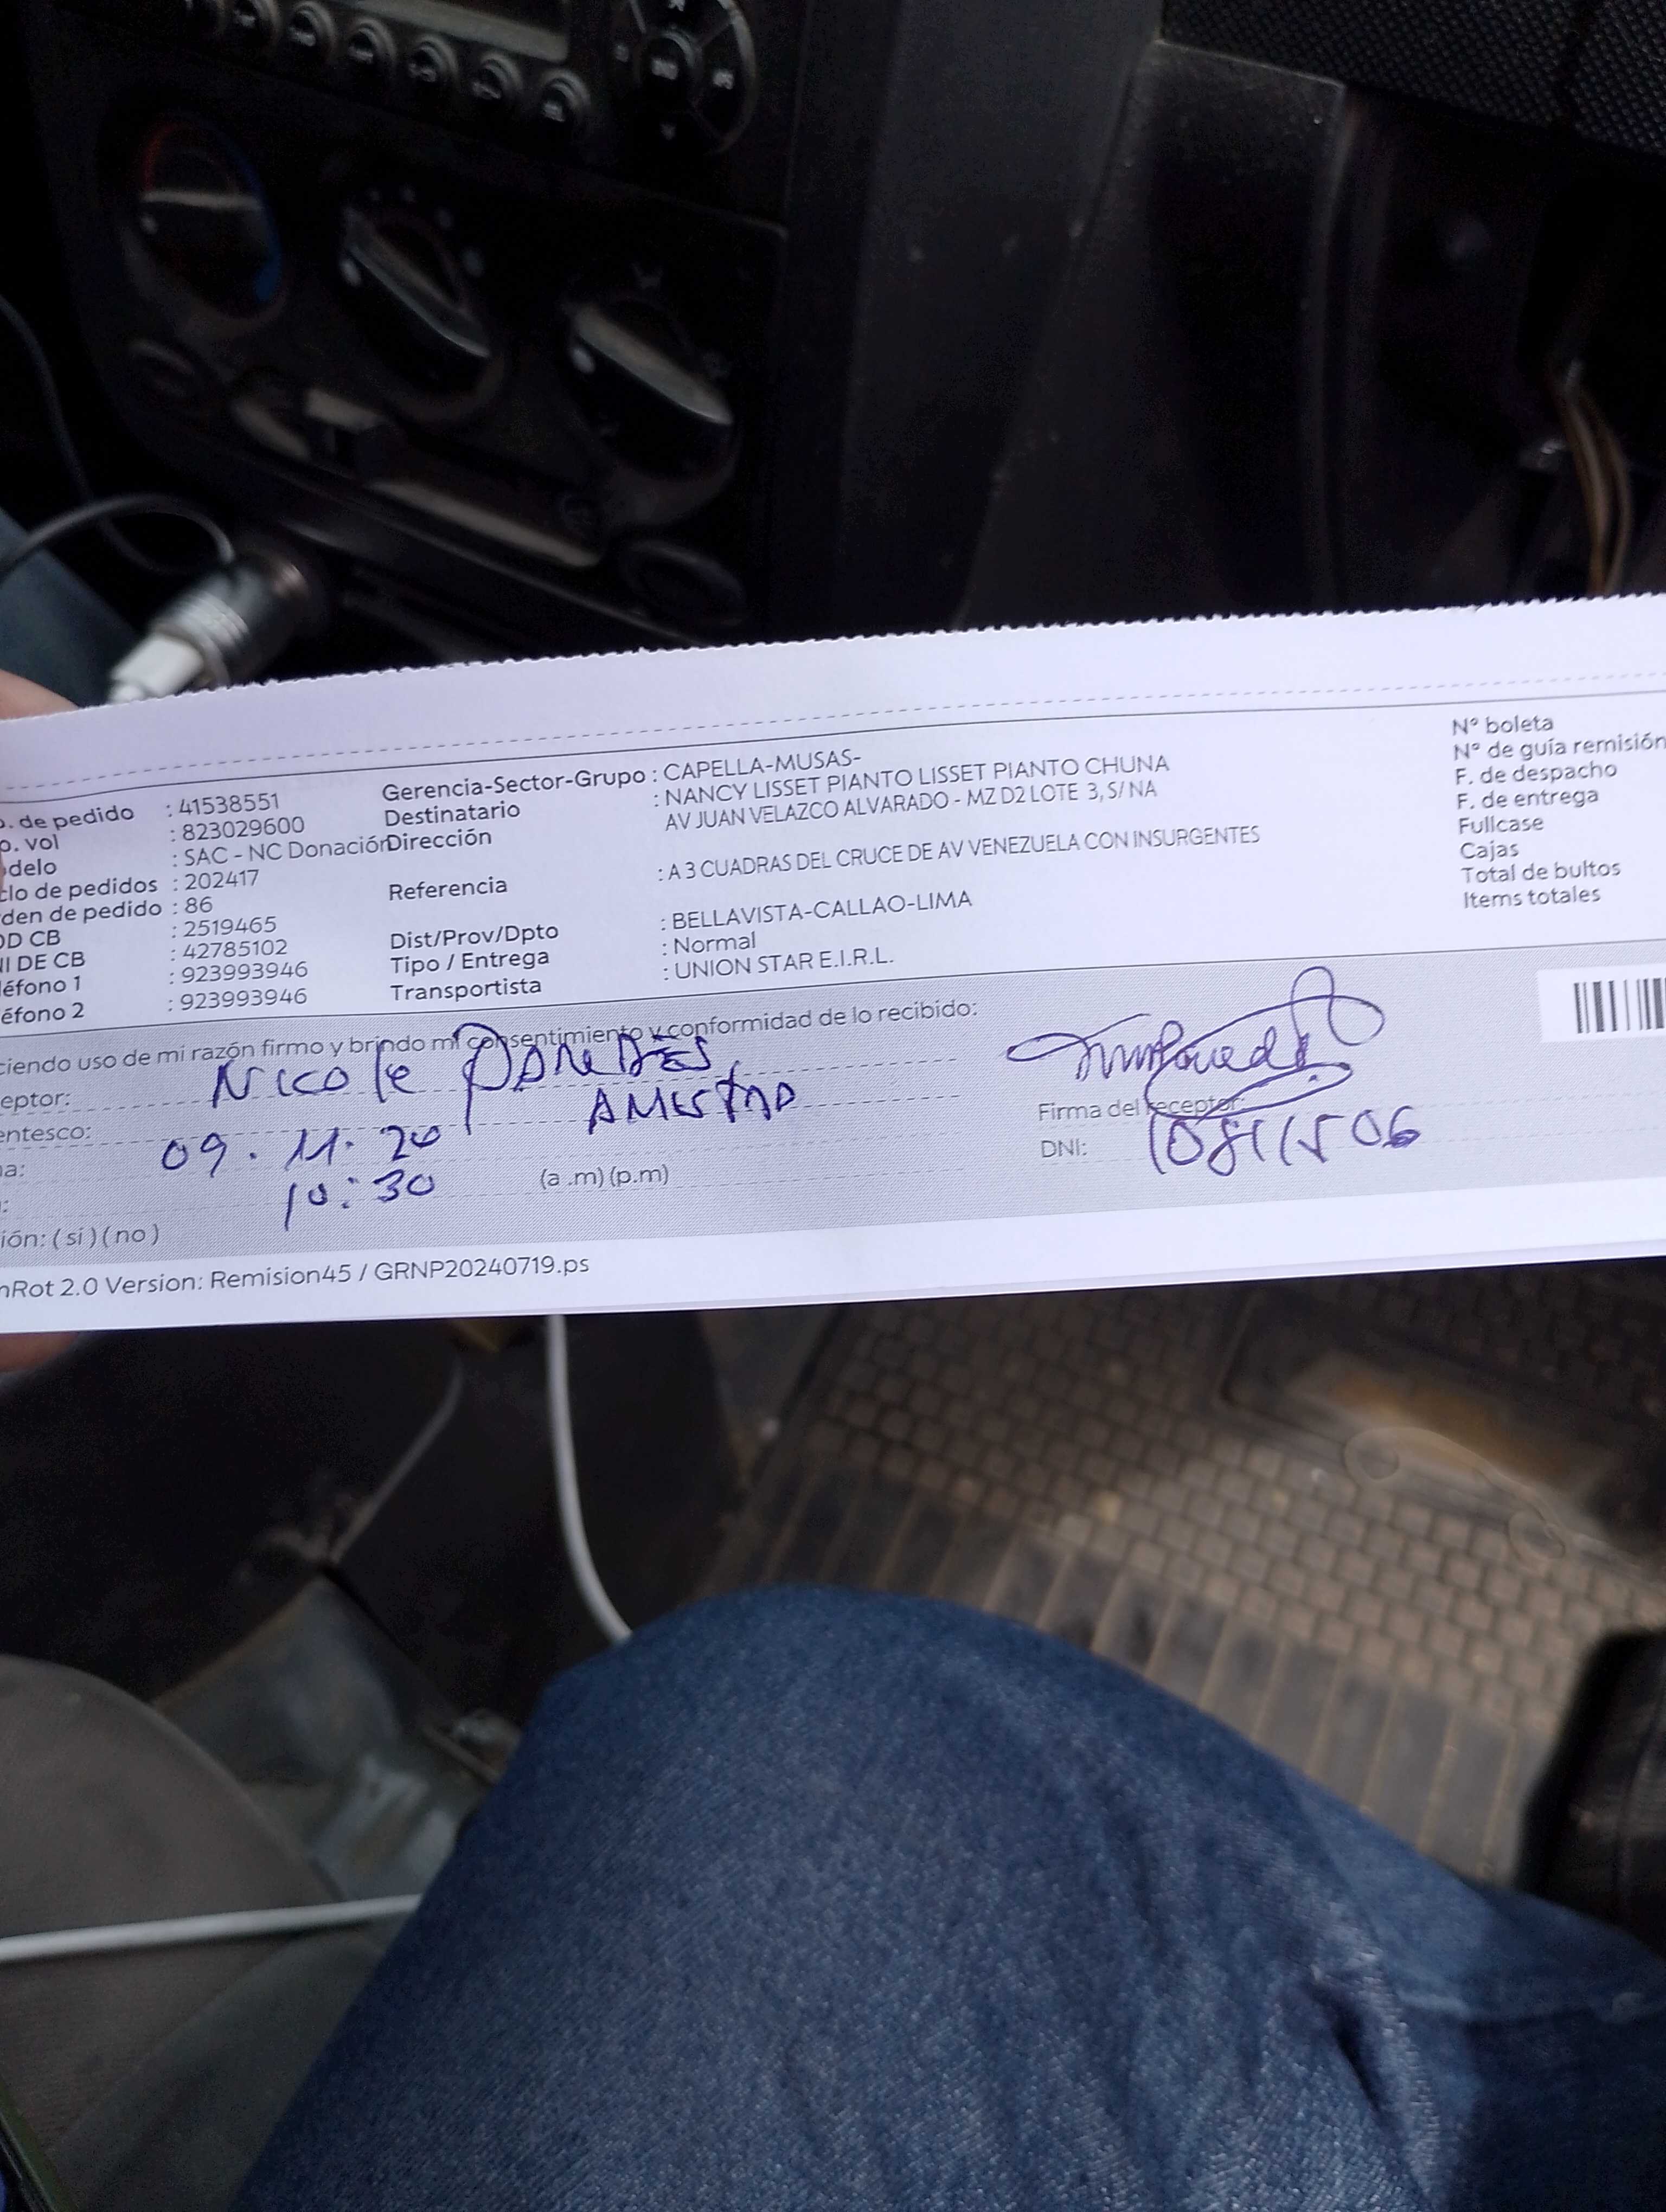 o. de pedido : 41538551
o. vol : 823029600
delo : SAC - NC Donación
clo de pedidos : 202417
den de pedido : 86
OD CB : 2519465
NI DE CB : 42785102
léfono 1 : 923993946
léfono 2 : 923993946
Gerencia-Sector-Grupo : CAPELLA-MUSAS-
Destinatario : NANCY LISSET PIANTO LISSET PIANTO CHUNA
Dirección AV JUAN VELAZCO ALVARADO - MZ D2 LOTE 3, S/ NA
Referencia : A 3 CUADRAS DEL CRUCE DE AV VENEZUELA CON INSURGENTES
Dist/Prov/Dpto : BELLAVISTA-CALLAO-LIMA
Tipo / Entrega : Normal
Transportista : UNION STAR E.I.R.L.
N° boleta
N° de guía remisión
F. de despacho
F. de entrega
Fullcase
Cajas
Total de bultos
Items totales
ciendo uso de mi razón firmo y brindo mi consentimiento y conformidad de lo recibido:
eptor: Nicole PAREDES
entesco: AMISTAD
a: 09. 11. 20
: 10:30 (a .m) (p.m)
ión: ( si ) ( no )
Firma del receptor:
DNI:
nRot 2.0 Version: Remision45 / GRNP20240719.ps